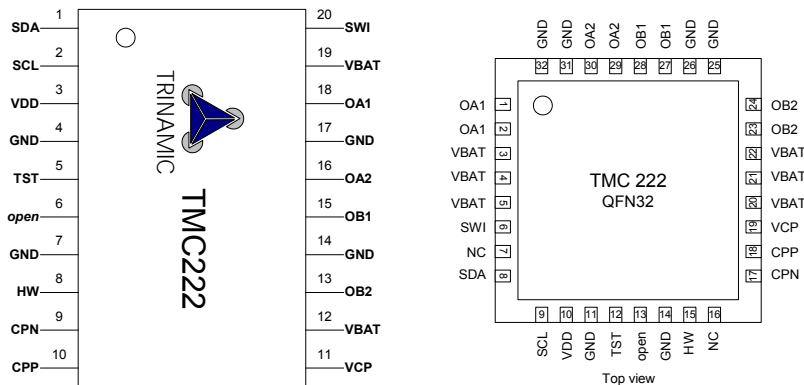 1
SDA
2
SCL
3
VDD
4
GND
5
TST
6
open
7
GND
8
HW
9
CPN
10
CPP
TRINAMIC
TMC222
20
SWI
19
VBAT
18
OA1
17
GND
16
OA2
15
OB1
14
GND
13
OB2
12
VBAT
11
VCP
GND GND OA2 OA2 OB1 OB1 GND GND
32 31 30 29 28 27 26 25
OA1 1
OA1 2
VBAT 3
VBAT 4
VBAT 5
SWI 6
NC 7
SDA 8
TMC 222
QFN32
24 OB2
23 OB2
22 VBAT
21 VBAT
20 VBAT
19 VCP
18 CPP
17 CPN
9 10 11 12 13 14 15 16
SCL VDD GND TST open GND HW NC
Top view